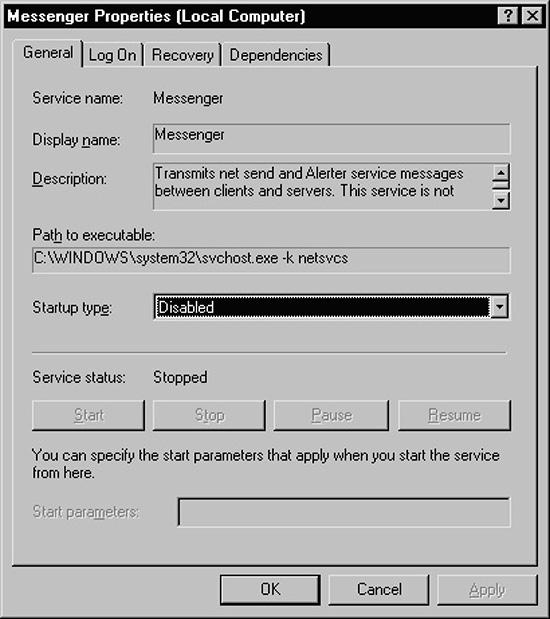 Messenger Properties (Local Computer)
General Log On Recovery Dependencies
Service name: Messenger
Display name: Messenger
Description: Transmits net send and Alerter service messages
between clients and servers. This service is not
Path to executable:
C:\WINDOWS\system32\svchost.exe -k netsvcs
Startup type: Disabled
Service status: Stopped
Start Stop Pause Resume
You can specify the start parameters that apply when you start the service
from here.
Start parameters:
OK Cancel Apply